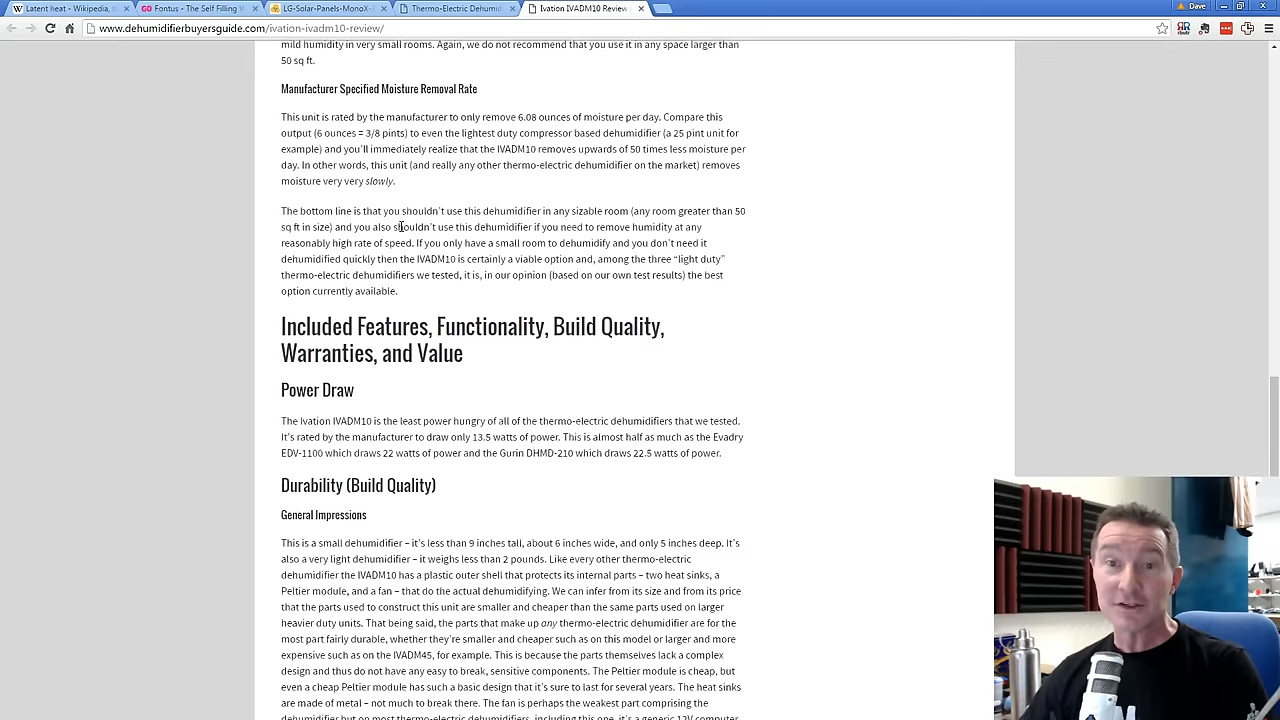 Latent heat - Wikipedia, th
Fontus - The Self Filling W
LG-Solar-Panels-MonoX-
Thermo-Electric Dehumid
Ivation IVADM10 Review
Dave
www.dehumidifierbuyersguide.com/ivation-ivadm10-review/
mild humidity in very small rooms. Again, we do not recommend that you use it in any space larger than
50 sq ft.
Manufacturer Specified Moisture Removal Rate
This unit is rated by the manufacturer to only remove 6.08 ounces of moisture per day. Compare this
output (6 ounces = 3/8 pints) to even the lightest duty compressor based dehumidifier (a 25 pint unit for
example) and you'll immediately realize that the IVADM10 removes upwards of 50 times less moisture per
day. In other words, this unit (and really any other thermo-electric dehumidifier on the market) removes
moisture very very slowly.
The bottom line is that you shouldn't use this dehumidifier in any sizable room (any room greater than 50
sq ft in size) and you also shouldn't use this dehumidifier if you need to remove humidity at any
reasonably high rate of speed. If you only have a small room to dehumidify and you don't need it
dehumidified quickly then the IVADM10 is certainly a viable option and, among the three “light duty”
thermo-electric dehumidifiers we tested, it is, in our opinion (based on our own test results) the best
option currently available.
Included Features, Functionality, Build Quality,
Warranties, and Value
Power Draw
The Ivation IVADM10 is the least power hungry of all of the thermo-electric dehumidifiers that we tested.
It's rated by the manufacturer to draw only 13.5 watts of power. This is almost half as much as the Evadry
EDV-1100 which draws 22 watts of power and the Gurin DHMD-210 which draws 22.5 watts of power.
Durability (Build Quality)
General Impressions
This is a small dehumidifier – it's less than 9 inches tall, about 6 inches wide, and only 5 inches deep. It's
also a very light dehumidifier – it weighs less than 2 pounds. Like every other thermo-electric
dehumidifier the IVADM10 has a plastic outer shell that protects its internal parts – two heat sinks, a
Peltier module, and a fan – that do the actual dehumidifying. We can infer from its size and from its price
that the parts used to construct this unit are smaller and cheaper than the same parts used on larger
heavier duty units. That being said, the parts that make up any thermo-electric dehumidifier are for the
most part fairly durable, whether they're smaller and cheaper such as on this model or larger and more
expensive such as on the IVADM45, for example. This is because the parts themselves lack a complex
design and thus do not have any easy to break, sensitive components. The Peltier module is cheap, but
even a cheap Peltier module has such a basic design that it's sure to last for several years. The heat sinks
are made of metal – not much to break there. The fan is perhaps the weakest part comprising the
dehumidifier but on most thermo-electric dehumidifiers, including this one, it's a generic 12V computer